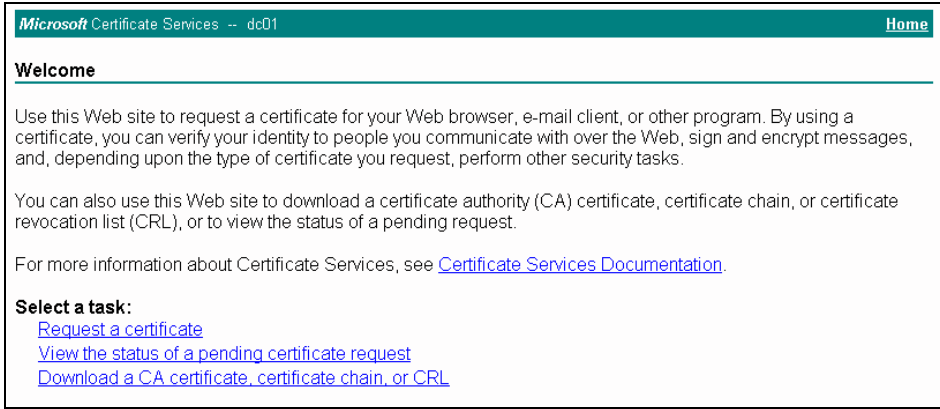 Microsoft Certificate Services -- dc01 Home
Welcome
Use this Web site to request a certificate for your Web browser, e-mail client, or other program. By using a
certificate, you can verify your identity to people you communicate with over the Web, sign and encrypt messages,
and, depending upon the type of certificate you request, perform other security tasks.
You can also use this Web site to download a certificate authority (CA) certificate, certificate chain, or certificate
revocation list (CRL), or to view the status of a pending request.
For more information about Certificate Services, see Certificate Services Documentation.
Select a task:
Request a certificate
View the status of a pending certificate request
Download a CA certificate, certificate chain, or CRL